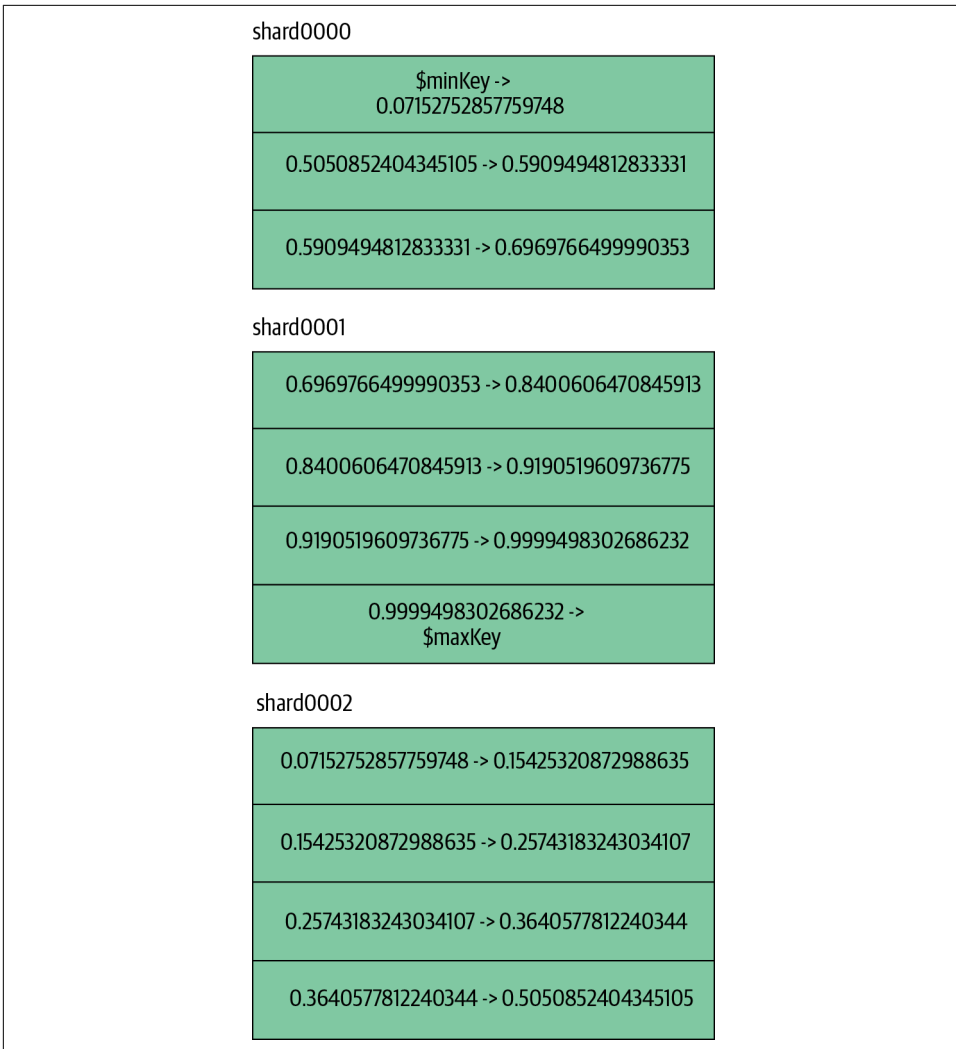 shard0000
$minKey ->
0.07152752857759748
0.5050852404345105 -> 0.5909494812833331
0.5909494812833331 -> 0.6969766499990353
shard0001
0.6969766499990353 -> 0.8400606470845913
0.8400606470845913 -> 0.9190519609736775
0.9190519609736775 -> 0.9999498302686232
0.9999498302686232 ->
$maxKey
shard0002
0.07152752857759748 -> 0.15425320872988635
0.15425320872988635 -> 0.25743183243034107
0.25743183243034107 -> 0.3640577812240344
0.3640577812240344 -> 0.5050852404345105